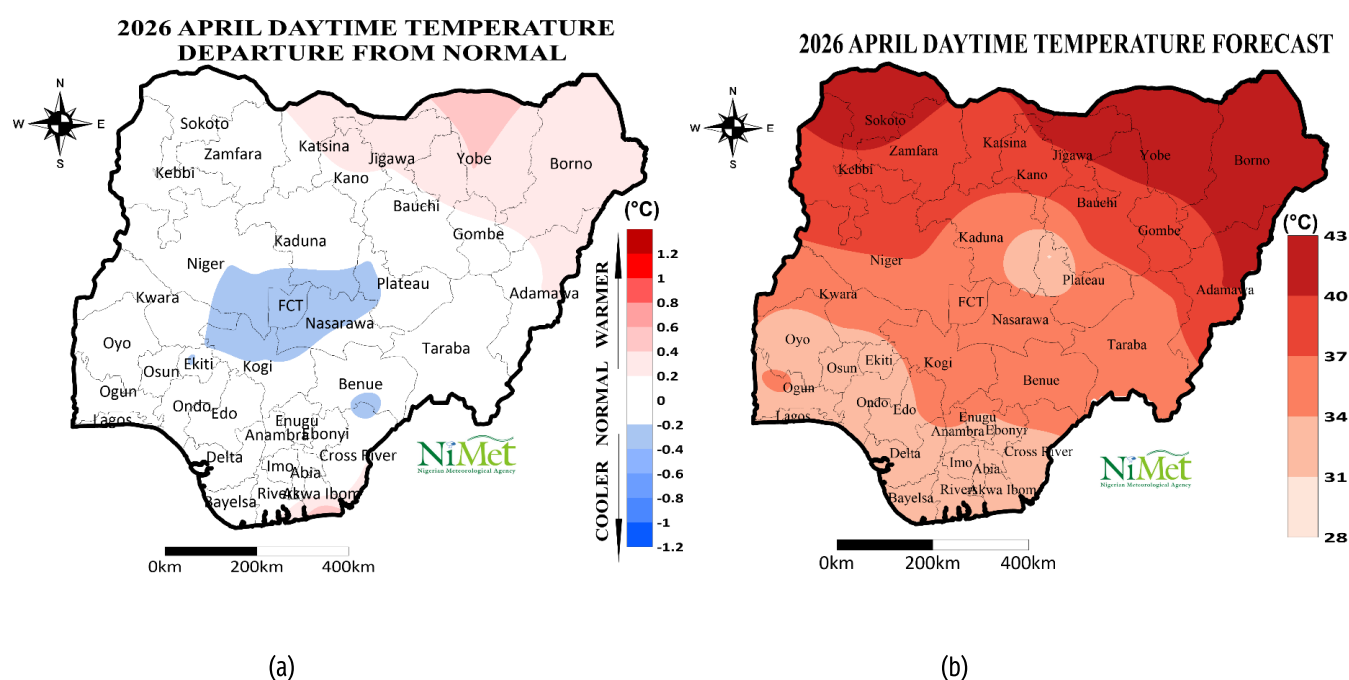 2026 APRIL DAYTIME TEMPERATURE
DEPARTURE FROM NORMAL
N
W E
S
Sokoto
Zamfara
Katsina
Jigawa
Yobe
Borno
Kebbi
Kano
Bauchi
Gombe
Kaduna
Niger
Plateau
Adamawa
Kwara
FCT
Nasarawa
Oyo
Taraba
Osun
Ekiti
Kogi
Benue
Ogun
Ondo
Edo
Lagos
Enugu
Anambra
Ebonyi
Delta
Imo
Abia
Cross River
Bayelsa
Rivers
Akwa Ibom
NiMet
Nigerian Meteorological Agency
0km 200km 400km
(°C)
1.2
1
0.8
0.6
0.4
0.2
0
-0.2
-0.4
-0.6
-0.8
-1
-1.2
COOLER NORMAL WARMER
(a)
2026 APRIL DAYTIME TEMPERATURE FORECAST
N
W E
S
Sokoto
Zamfara
Katsina
Jigawa
Yobe
Borno
Kebbi
Kano
Bauchi
Gombe
Kaduna
Niger
Plateau
Adamawa
Kwara
FCT
Nasarawa
Oyo
Taraba
Osun
Ekiti
Kogi
Benue
Ogun
Ondo
Edo
Lagos
Enugu
Anambra
Ebonyi
Delta
Imo
Abia
Cross River
Bayelsa
Rivers
Akwa Ibom
NiMet
Nigerian Meteorological Agency
0km 200km 400km
(°C)
43
40
37
34
31
28
(b)